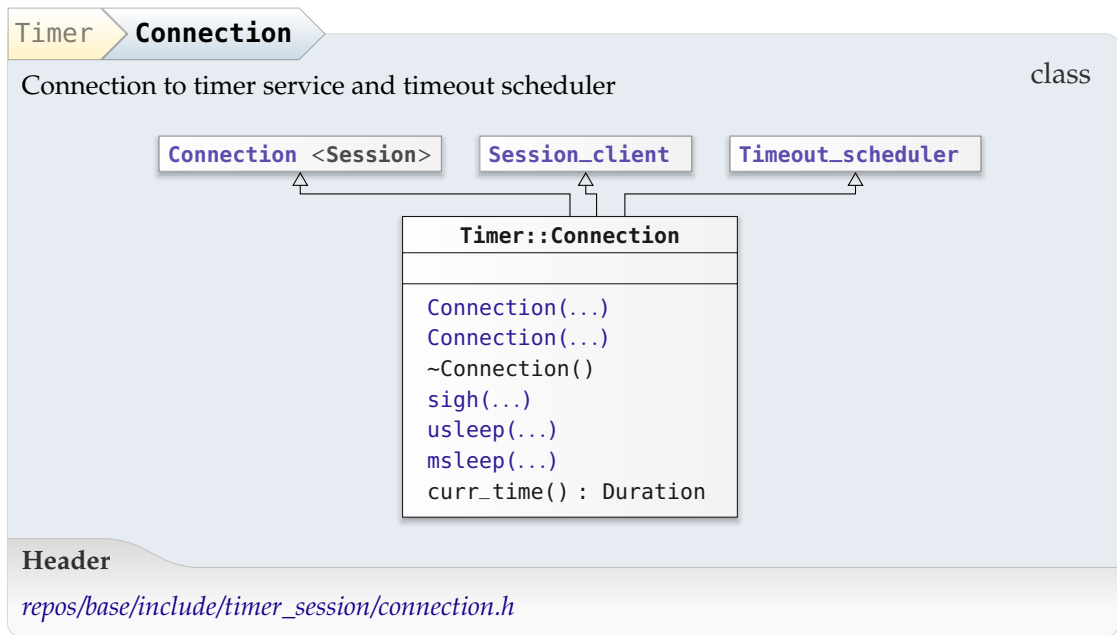 Timer Connection
class
Connection to timer service and timeout scheduler
Connection <Session> Session_client Timeout_scheduler
Timer::Connection
Connection(...)
Connection(...)
~Connection()
sigh(...)
usleep(...)
msleep(...)
curr_time() : Duration
Header
repos/base/include/timer_session/connection.h